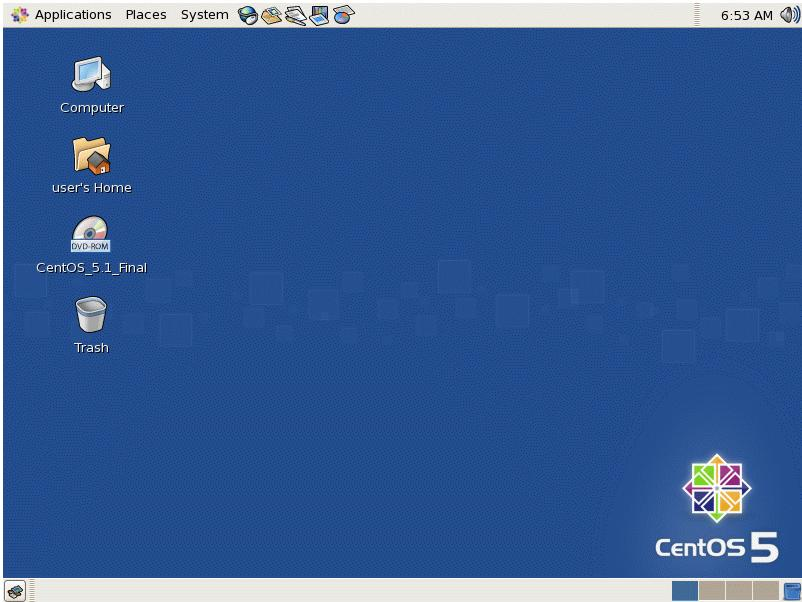 Applications Places System 6:53 AM
Computer
user's Home
DVD-ROM
CentOS_5.1_Final
Trash
CentOS 5